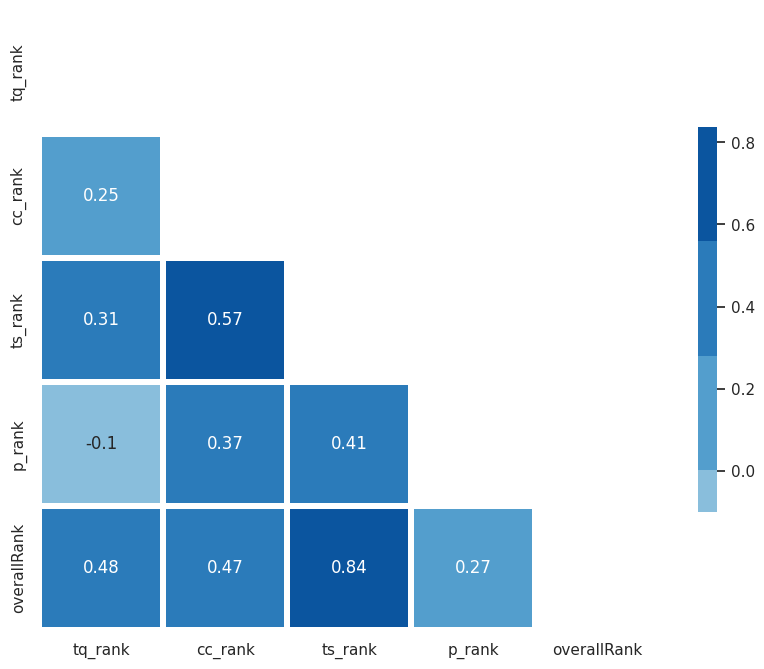 tq_rank
cc_rank
0.25
ts_rank
0.31 0.57
p_rank
-0.1 0.37 0.41
overallRank
0.48 0.47 0.84 0.27
tq_rank cc_rank ts_rank p_rank overallRank
0.8
0.6
0.4
0.2
0.0